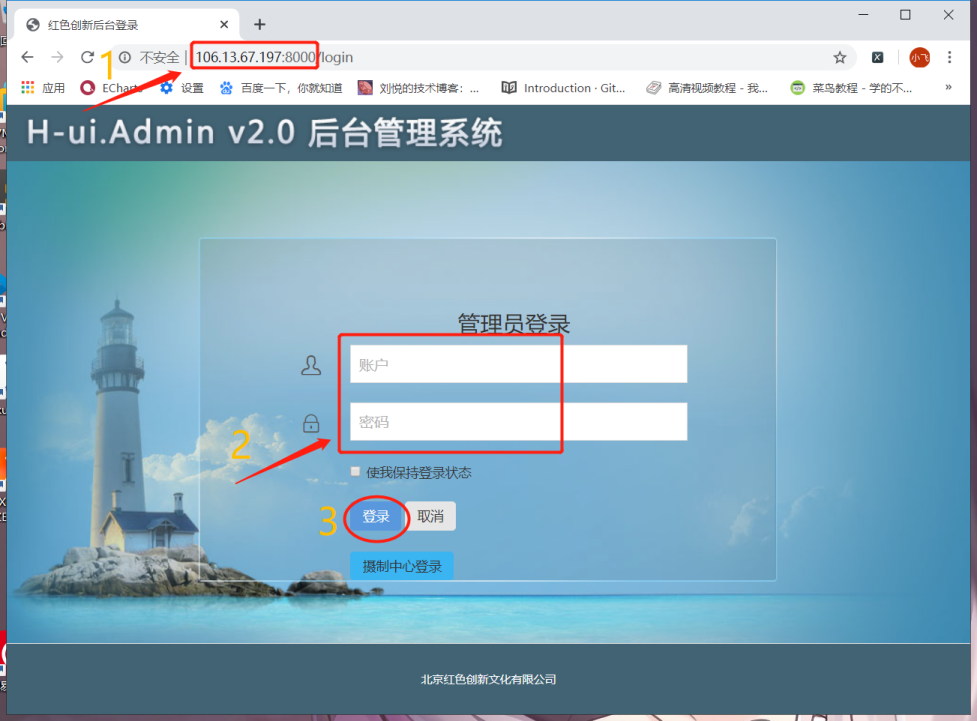 红色创新后台登录
不安全 | 106.13.67.197:8000/login
小飞
应用 ECharts 设置 百度一下，你就知道 刘悦的技术博客：... Introduction · Git... 高清视频教程 - 我... 菜鸟教程 - 学的不... »
1
H-ui.Admin v2.0 后台管理系统
管理员登录
账户
密码
2
使我保持登录状态
3
登录 取消
摄制中心登录
北京红色创新文化有限公司